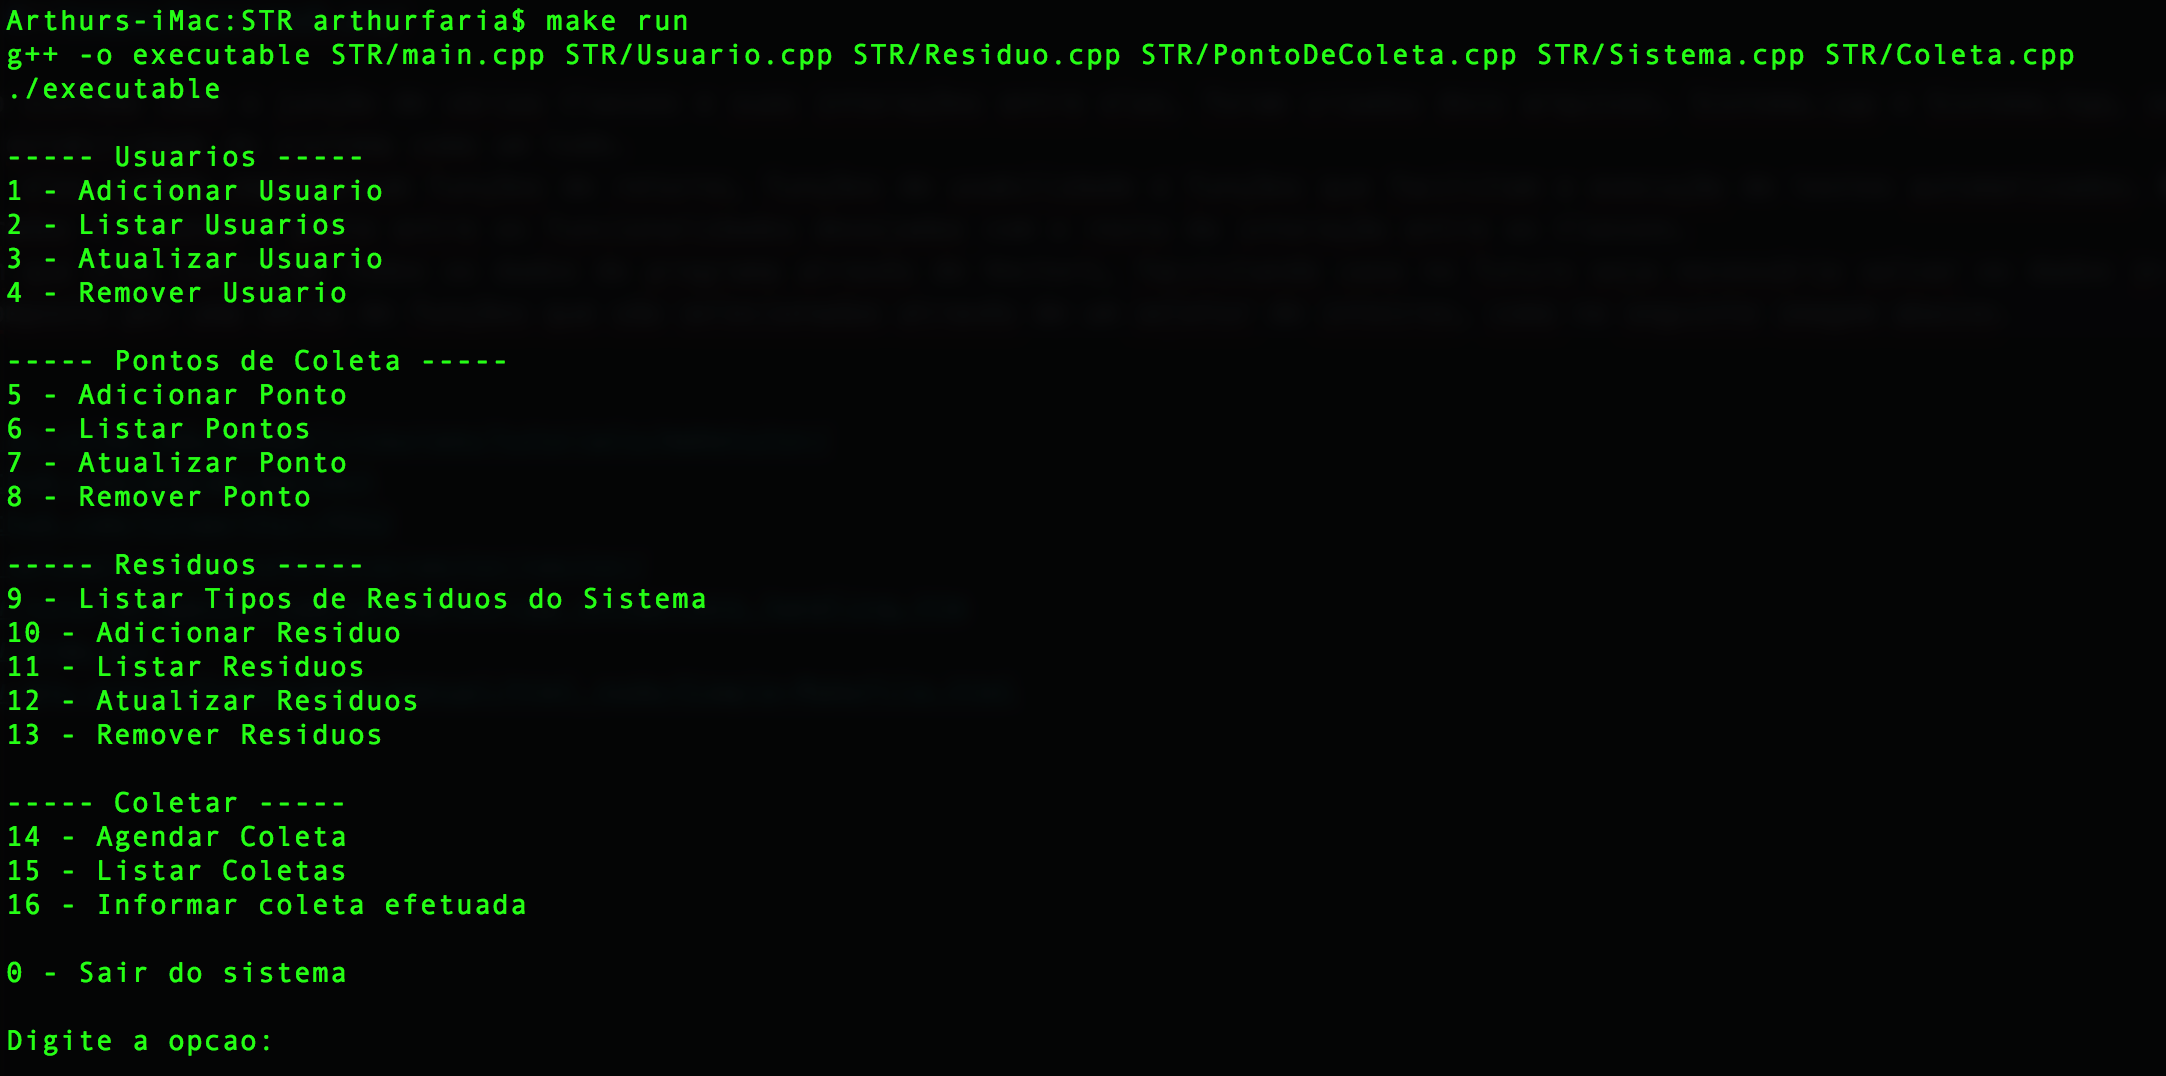 Arthurs-iMac:STR arthurfaria$ make run
g++ -o executable STR/main.cpp STR/Usuario.cpp STR/Residuo.cpp STR/PontoDeColeta.cpp STR/Sistema.cpp STR/Coleta.cpp
./executable
----- Usuarios -----
1 - Adicionar Usuario
2 - Listar Usuarios
3 - Atualizar Usuario
4 - Remover Usuario
----- Pontos de Coleta -----
5 - Adicionar Ponto
6 - Listar Pontos
7 - Atualizar Ponto
8 - Remover Ponto
----- Residuos -----
9 - Listar Tipos de Residuos do Sistema
10 - Adicionar Residuo
11 - Listar Residuos
12 - Atualizar Residuos
13 - Remover Residuos
----- Coletar -----
14 - Agendar Coleta
15 - Listar Coletas
16 - Informar coleta efetuada
0 - Sair do sistema
Digite a opcao: